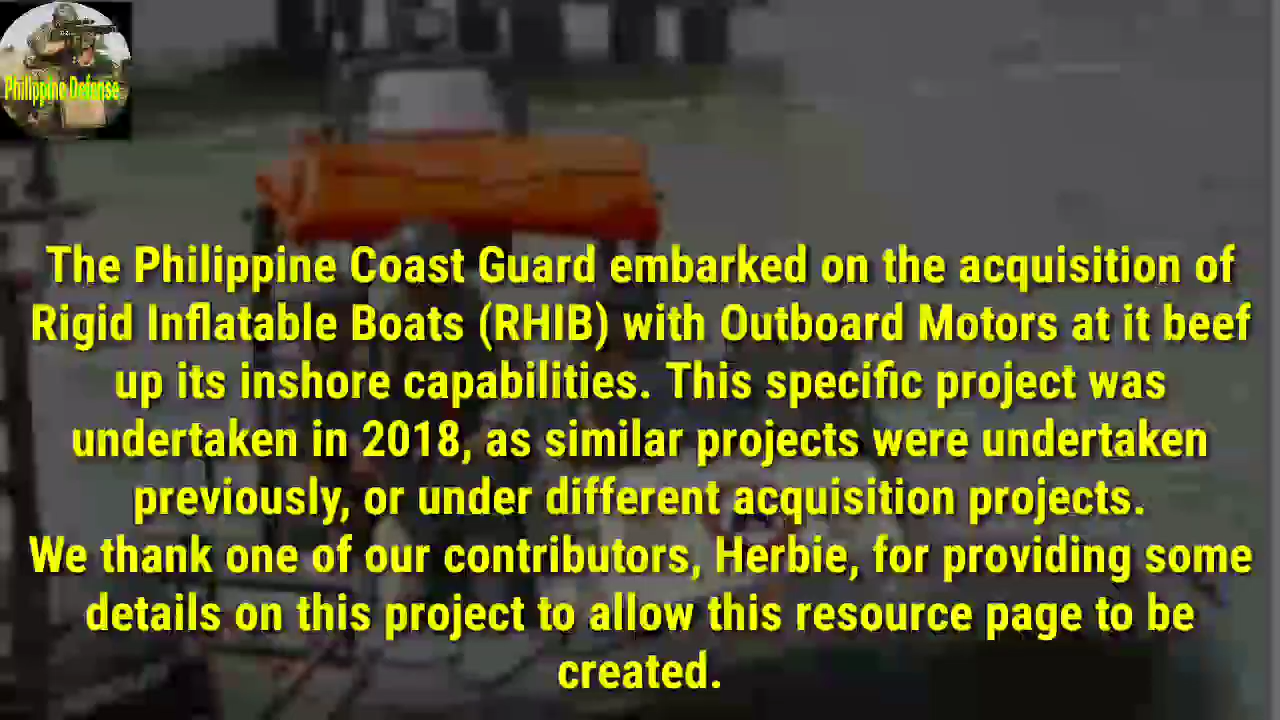 Philippine Defense
The Philippine Coast Guard embarked on the acquisition of
Rigid Inflatable Boats (RHIB) with Outboard Motors at it beef
up its inshore capabilities. This specific project was
undertaken in 2018, as similar projects were undertaken
previously, or under different acquisition projects.
We thank one of our contributors, Herbie, for providing some
details on this project to allow this resource page to be
created.